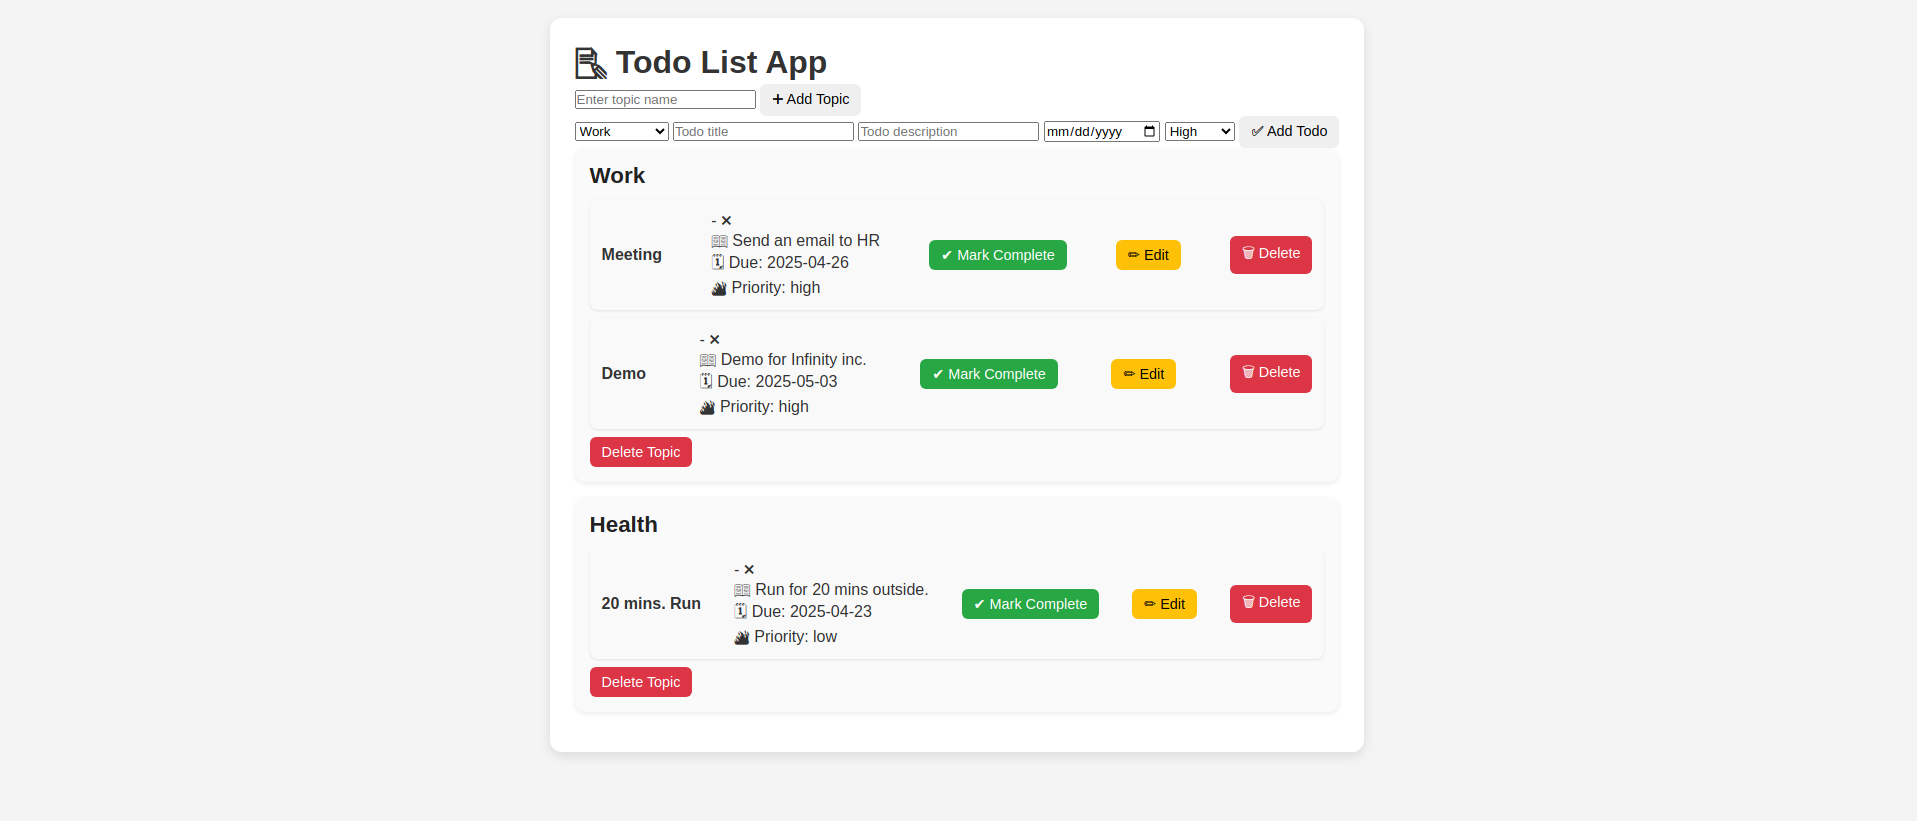 📝 Todo List App
Enter topic name ➕ Add Topic
Work Todo title Todo description mm/dd/yyyy High ✅ Add Todo
Work
- ❌
📖 Send an email to HR
Meeting ✔ Mark Complete ✏ Edit 🗑 Delete
🗓 Due: 2025-04-26
🏕 Priority: high
- ❌
📖 Demo for Infinity inc.
Demo ✔ Mark Complete ✏ Edit 🗑 Delete
🗓 Due: 2025-05-03
🏕 Priority: high
Delete Topic
Health
- ❌
📖 Run for 20 mins outside.
20 mins. Run ✔ Mark Complete ✏ Edit 🗑 Delete
🗓 Due: 2025-04-23
🏕 Priority: low
Delete Topic